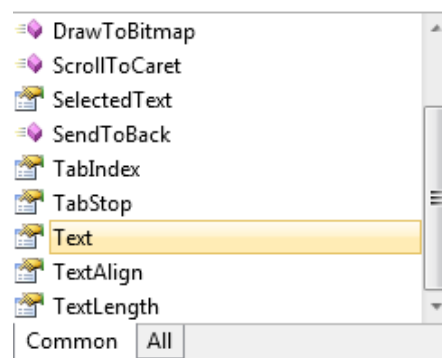 DrawToBitmap
ScrollToCaret
SelectedText
SendToBack
TabIndex
TabStop
Text
TextAlign
TextLength
Common All